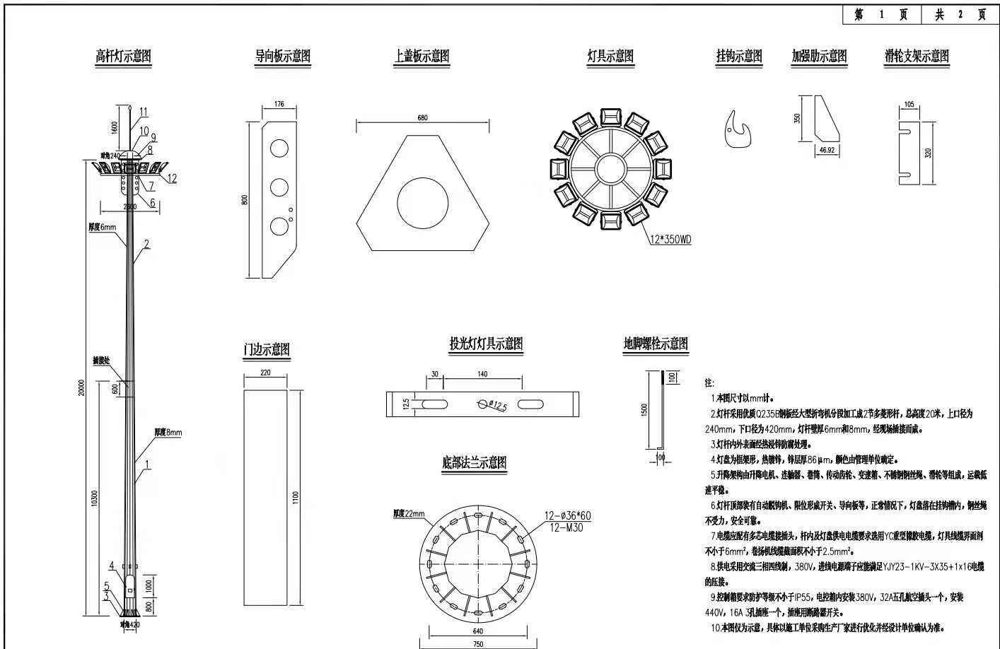 第 1 页 共 2 页
高杆灯示意图
导向板示意图
上盖板示意图
灯具示意图
挂钩示意图
加强肋示意图
滑轮支架示意图
1600
11
10
9
对角240
8
12
7
6
2600
厚度6mm
2
插接处
20000
600
厚度8mm
1
10300
4
1000
5
3
800
对角420
176
800
680
12*350WD
350
46.92
105
320
门边示意图
220
1100
投光灯灯具示意图
30
140
12.5
ø12.5
地脚螺栓示意图
100
1500
100
底部法兰示意图
厚度22mm
12-ø36*60
12-M30
640
750
注:
1.本图尺寸以mm计。
2.灯杆采用优质Q235B钢板经大型折弯机分段加工成2节多菱形杆，总高度20米，上口径为
240mm，下口径为420mm，灯杆壁厚6mm和8mm，经现场插接而成。
3.灯杆内外表面经热浸锌防腐处理。
4.灯盘为框架形，热镀锌，锌层厚86μm，颜色由管理单位确定。
5.升降架构由升降电机、连轴器、卷筒、传动齿轮、变速箱、不锈钢钢丝绳、滑轮等组成，运载低
速平稳。
6.灯杆顶部装有自动脱钩机、限位形成开关、导向板等，正常情况下，灯盘落在挂钩槽内，钢丝绳
不受力，安全可靠。
7.电缆应配有多芯电缆接插头，杆内及灯盘供电电缆要求选用YC重型橡胶电缆，灯具线缆界面剂
不小于6mm²，卷扬机线缆截面积不小于2.5mm²。
8.供电采用交流三相四线制，380V，进线电源端子应能满足YJY23-1KV-3X35+1x16电缆
的压接。
9.控制箱要求防护等级不小于IP55，电控箱内安装380V，32A五孔航空插头一个，安装
440V，16A 3孔插座一个，插座用断路器开关。
10.本图仅为示意，具体以施工单位采购生产厂家进行优化并经设计单位确认为准。